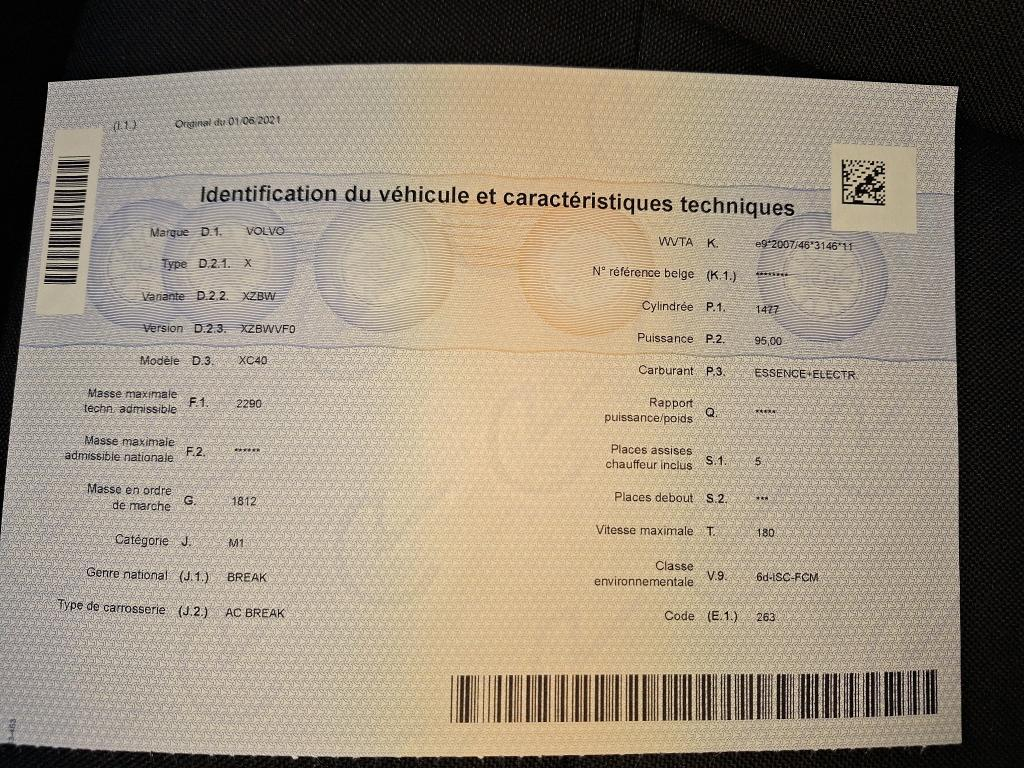 (I.1.) Original du 01/06/2021
Identification du véhicule et caractéristiques techniques
Marque D.1. VOLVO
Type D.2.1. X
Variante D.2.2. XZBW
Version D.2.3. XZBWVF0
Modèle D.3. XC40
Masse maximale
techn. admissible F.1. 2290
Masse maximale
admissible nationale F.2. ******
Masse en ordre
de marche G. 1812
Catégorie J. M1
Genre national (J.1.) BREAK
Type de carrosserie (J.2.) AC BREAK
WVTA K. e9*2007/46*3146*11
N° référence belge (K.1.) ********
Cylindrée P.1. 1477
Puissance P.2. 95,00
Carburant P.3. ESSENCE+ELECTR.
Rapport
puissance/poids Q. *****
Places assises
chauffeur inclus S.1. 5
Places debout S.2. ***
Vitesse maximale T. 180
Classe
environnementale V.9. 6d-ISC-FCM
Code (E.1.) 263